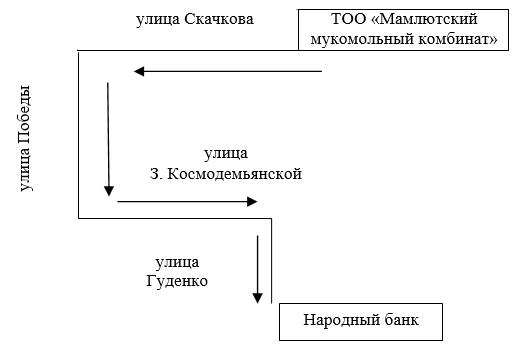 улица Скачкова
ТОО «Мамлютский
мукомольный комбинат»
улица Победы
улица
З. Космодемьянской
улица
Гуденко
Народный банк